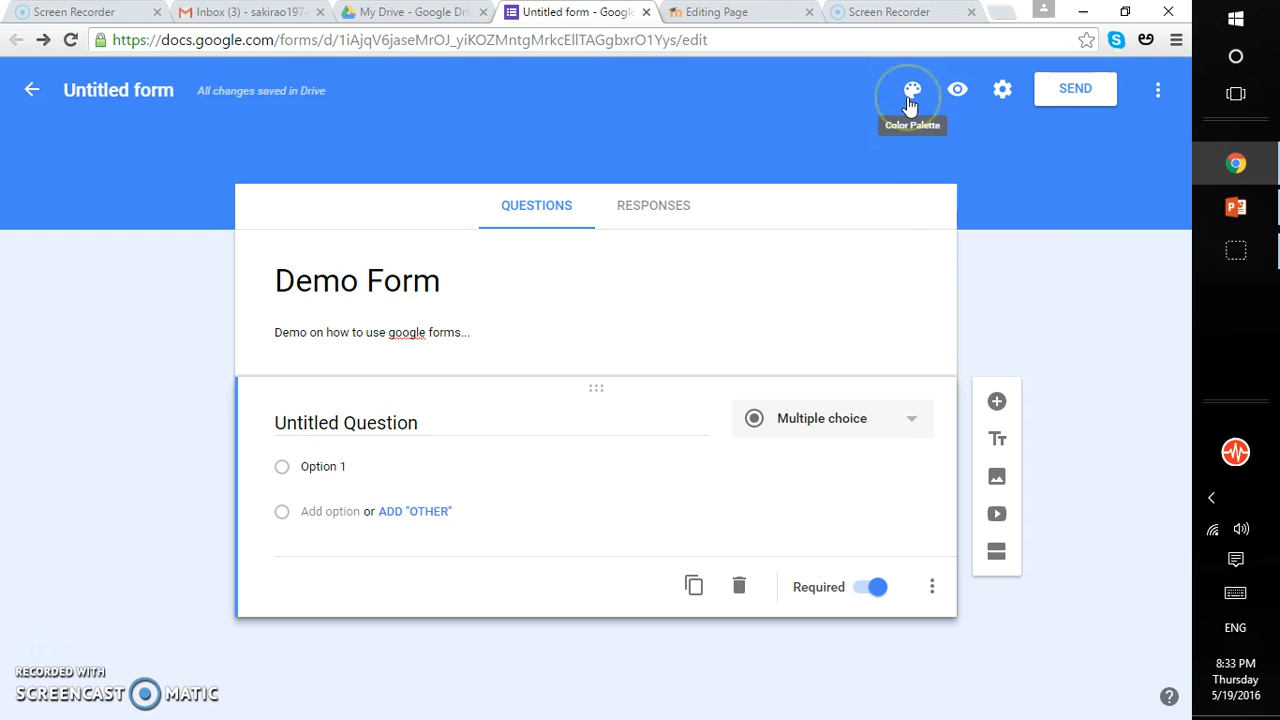 Screen Recorder
Inbox (3) - sakirao197
My Drive - Google Dri
Untitled form - Google
Editing Page
Screen Recorder
https://docs.google.com/forms/d/1iAjqV6jaseMrOJ_yiKOZMntgMrkcEllTAGgbxrO1Yys/edit
Untitled form
All changes saved in Drive
SEND
Color Palette
QUESTIONS
RESPONSES
Demo Form
Demo on how to use google forms...
Untitled Question
Multiple choice
Option 1
Add option or ADD "OTHER"
Required
RECORDED WITH
SCREENCAST MATIC
ENG
8:33 PM
Thursday
5/19/2016